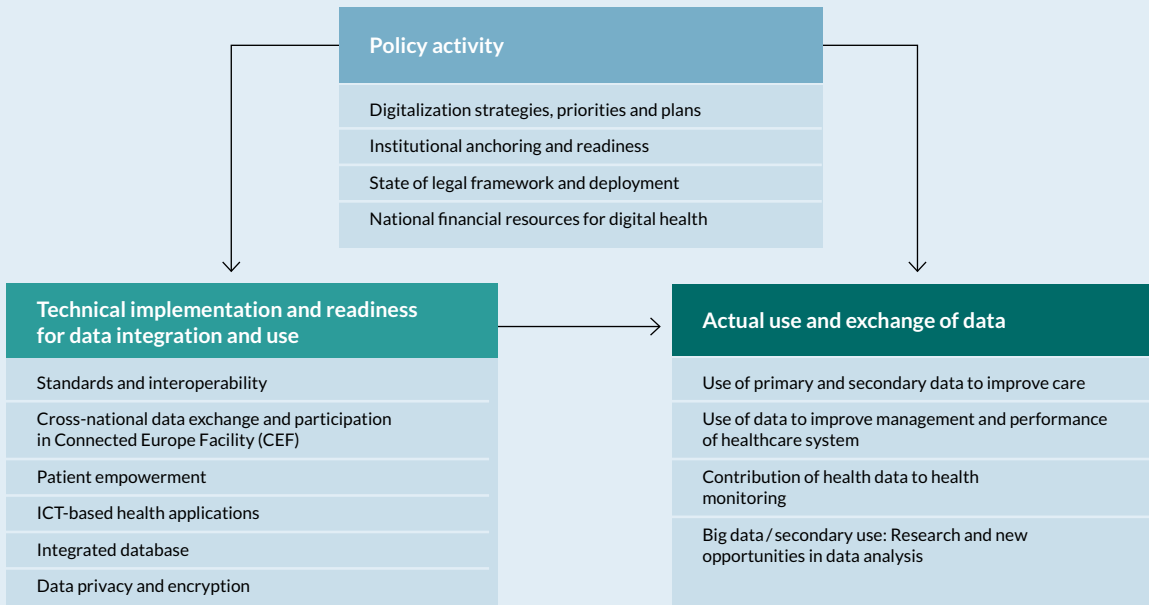 Policy activity
Digitalization strategies, priorities and plans
Institutional anchoring and readiness
State of legal framework and deployment
National financial resources for digital health
Technical implementation and readiness
for data integration and use
Standards and interoperability
Cross-national data exchange and participation
in Connected Europe Facility (CEF)
Patient empowerment
ICT-based health applications
Integrated database
Data privacy and encryption
Actual use and exchange of data
Use of primary and secondary data to improve care
Use of data to improve management and performance
of healthcare system
Contribution of health data to health
monitoring
Big data / secondary use: Research and new
opportunities in data analysis